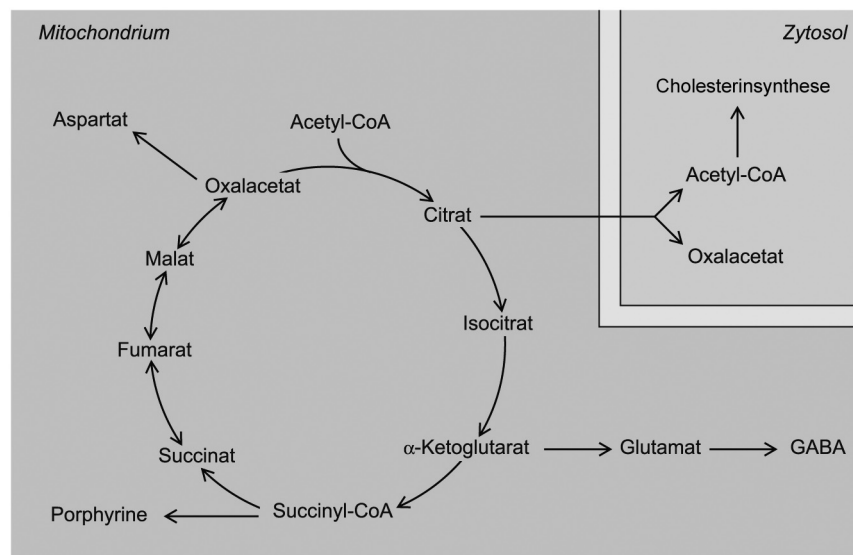 Mitochondrium
Zytosol
Cholesterinsynthese
Aspartat
Acetyl-CoA
Acetyl-CoA
Oxalacetat
Citrat
Oxalacetat
Malat
Isocitrat
Fumarat
Succinat
α-Ketoglutarat
Glutamat
GABA
Succinyl-CoA
Porphyrine